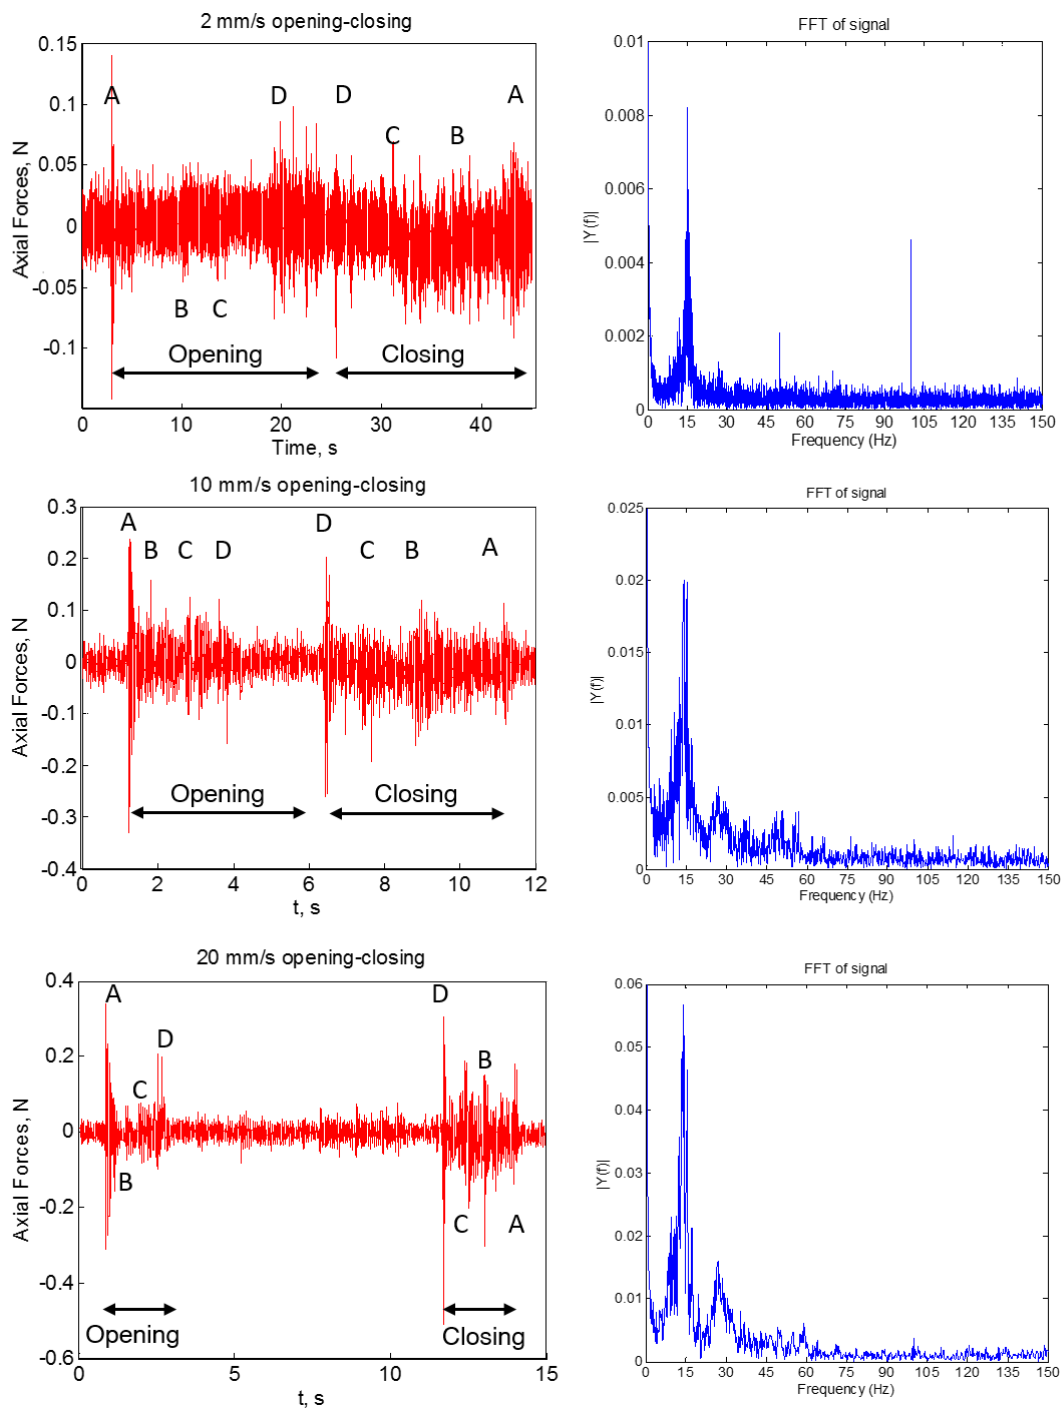 2 mm/s opening-closing
Axial Forces, N
0.15
0.1
0.05
0
-0.05
-0.1
A
D
D
A
C
B
B
C
Opening
Closing
0
10
20
30
40
Time, s
FFT of signal
|Y(f)|
0.01
0.008
0.006
0.004
0.002
0
0
15
30
45
60
75
90
105
120
135
150
Frequency (Hz)
10 mm/s opening-closing
Axial Forces, N
0.3
0.2
0.1
0
-0.1
-0.2
-0.3
-0.4
A
B
C
D
D
C
B
A
Opening
Closing
0
2
4
6
8
10
12
t, s
FFT of signal
|Y(f)|
0.025
0.02
0.015
0.01
0.005
0
0
15
30
45
60
75
90
105
120
135
150
Frequency (Hz)
20 mm/s opening-closing
Axial Forces, N
0.4
0.2
0
-0.2
-0.4
-0.6
A
D
D
C
B
B
C
A
Opening
Closing
0
5
10
15
t, s
FFT of signal
|Y(f)|
0.06
0.05
0.04
0.03
0.02
0.01
0
0
15
30
45
60
75
90
105
120
135
150
Frequency (Hz)